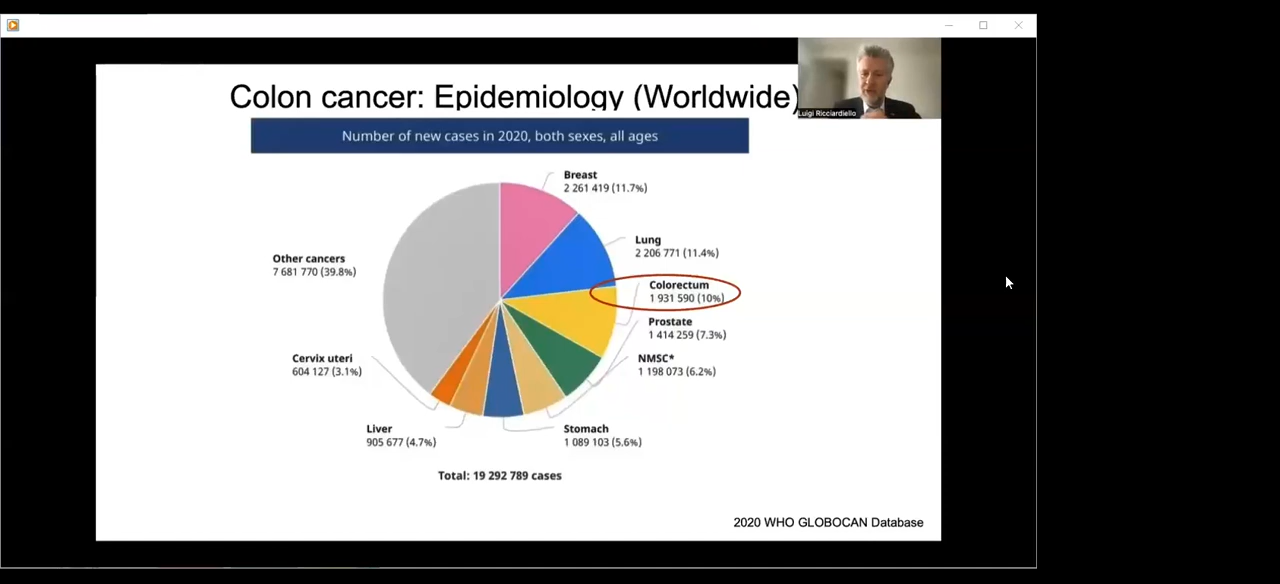 Colon cancer: Epidemiology (Worldwide)
Luigi Ricciardiello
Number of new cases in 2020, both sexes, all ages
Breast
2 261 419 (11.7%)
Lung
2 206 771 (11.4%)
Colorectum
1 931 590 (10%)
Prostate
1 414 259 (7.3%)
NMSC*
1 198 073 (6.2%)
Stomach
1 089 103 (5.6%)
Liver
905 677 (4.7%)
Cervix uteri
604 127 (3.1%)
Other cancers
7 681 770 (39.8%)
Total: 19 292 789 cases
2020 WHO GLOBOCAN Database